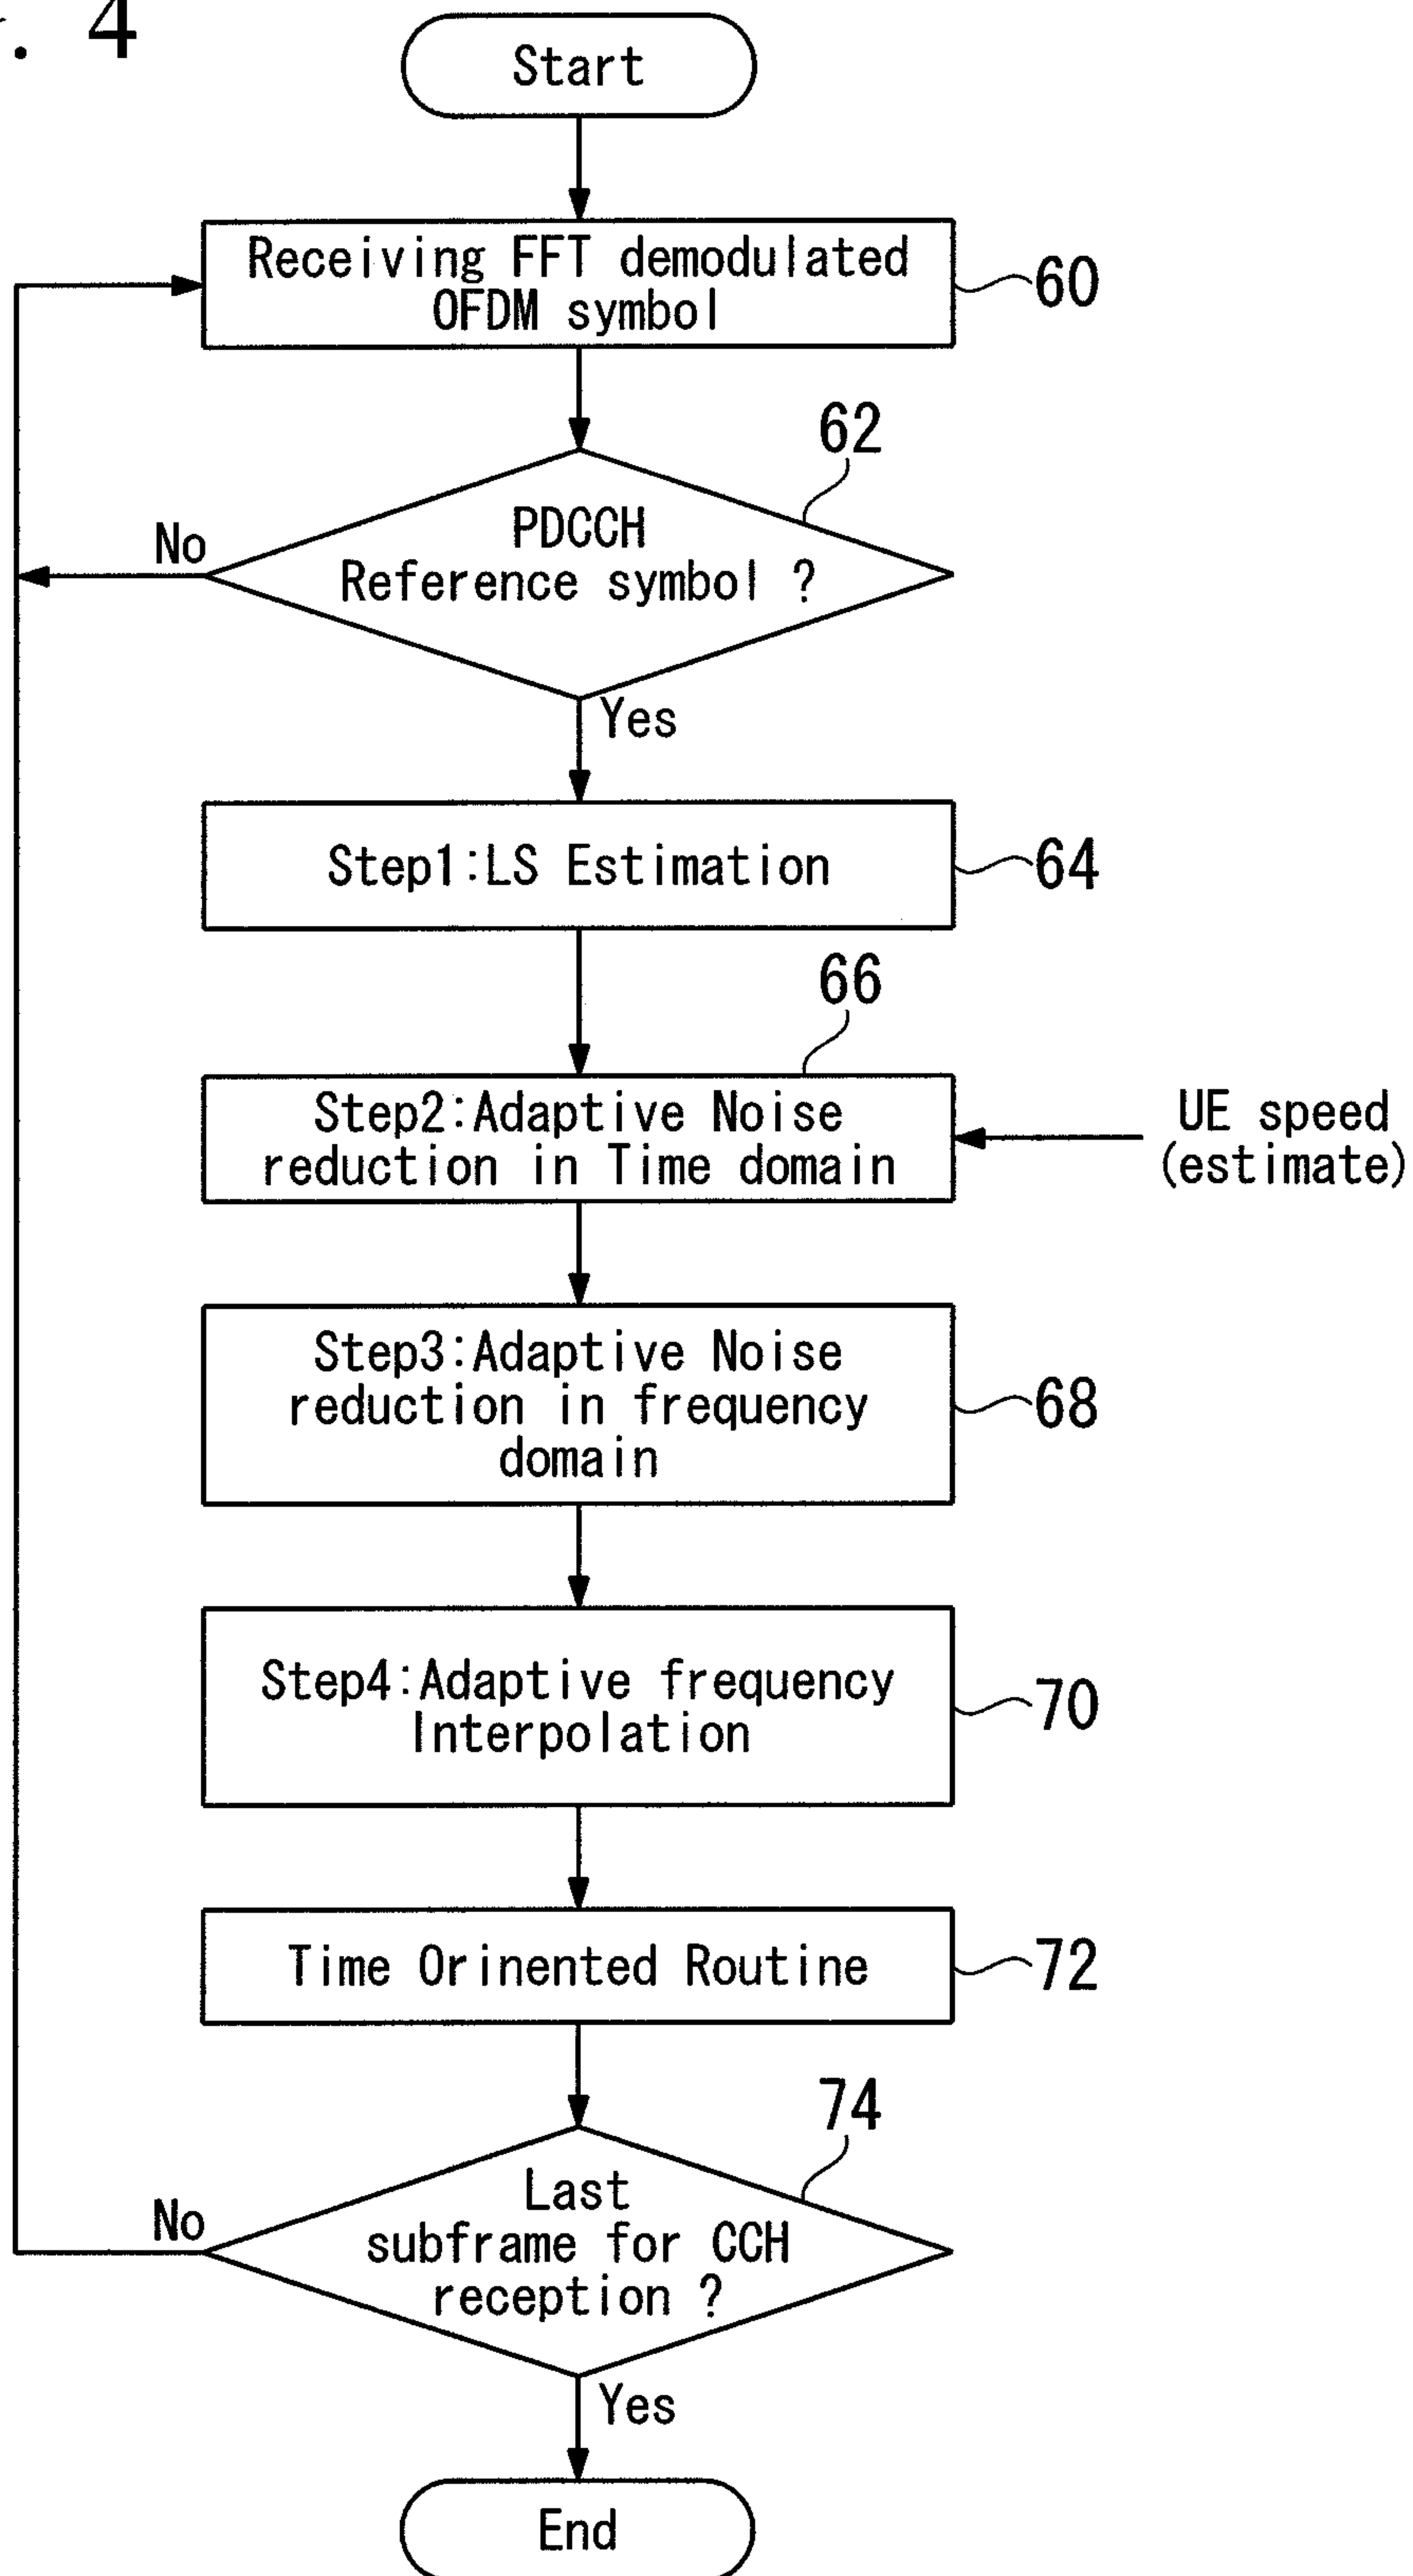 . 4
Start
Receiving FFT demodulated
OFDM symbol
60
62
PDCCH
Reference symbol ?
No
Yes
Step1:LS Estimation
64
66
Step2:Adaptive Noise
reduction in Time domain
UE speed
(estimate)
Step3:Adaptive Noise
reduction in frequency
domain
68
Step4:Adaptive frequency
Interpolation
70
Time Orinented Routine
72
74
Last
subframe for CCH
reception ?
No
Yes
End